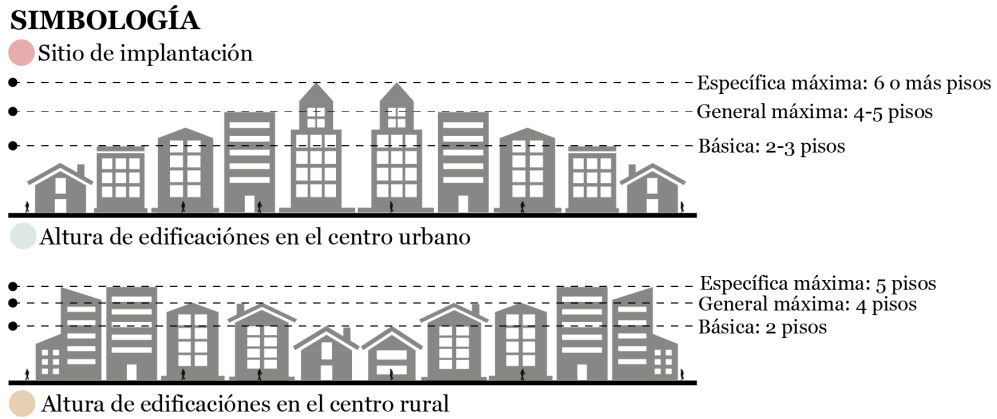 SIMBOLOGÍA
Sitio de implantación
Específica máxima: 6 o más pisos
General máxima: 4-5 pisos
Básica: 2-3 pisos
Altura de edificaciónes en el centro urbano
Específica máxima: 5 pisos
General máxima: 4 pisos
Básica: 2 pisos
Altura de edificaciónes en el centro rural